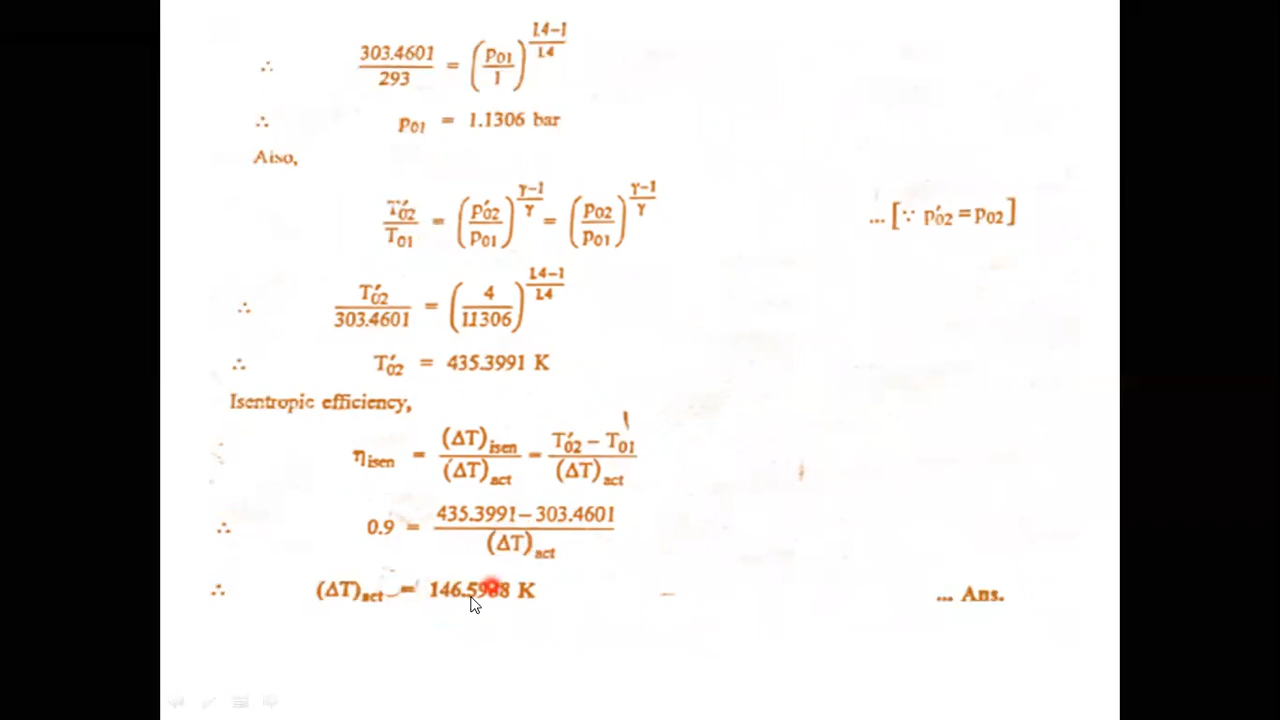 ∴ 303.4601/293 = (p01/1)^(1.4−1)/1.4
∴ p01 = 1.1306 bar
Also,
T′02/T01 = (p′02/p01)^(γ−1)/γ = (p02/p01)^(γ−1)/γ ... [∵ p′02 = p02]
∴ T′02/303.4601 = (4/1.1306)^(1.4−1)/1.4
∴ T′02 = 435.3991 K
Isentropic efficiency,
ηisen = (ΔT)isen/(ΔT)act = T′02 − T01/(ΔT)act
∴ 0.9 = 435.3991 − 303.4601/(ΔT)act
∴ (ΔT)act = 146.5988 K ... Ans.